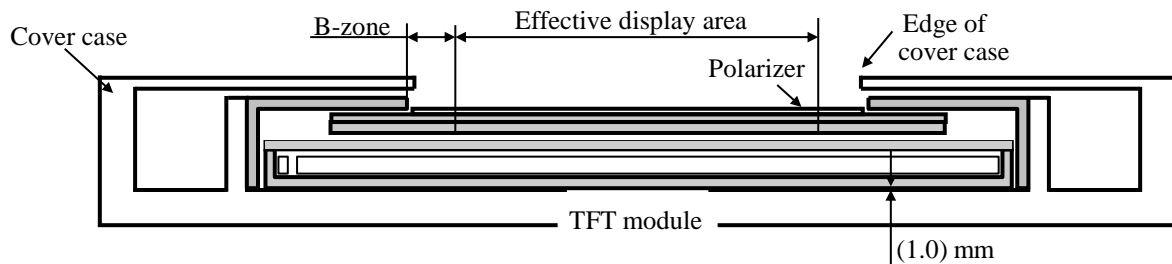 Effective display area
B-zone
Cover case
Edge of
cover case
Polarizer
TFT module
(1.0) mm